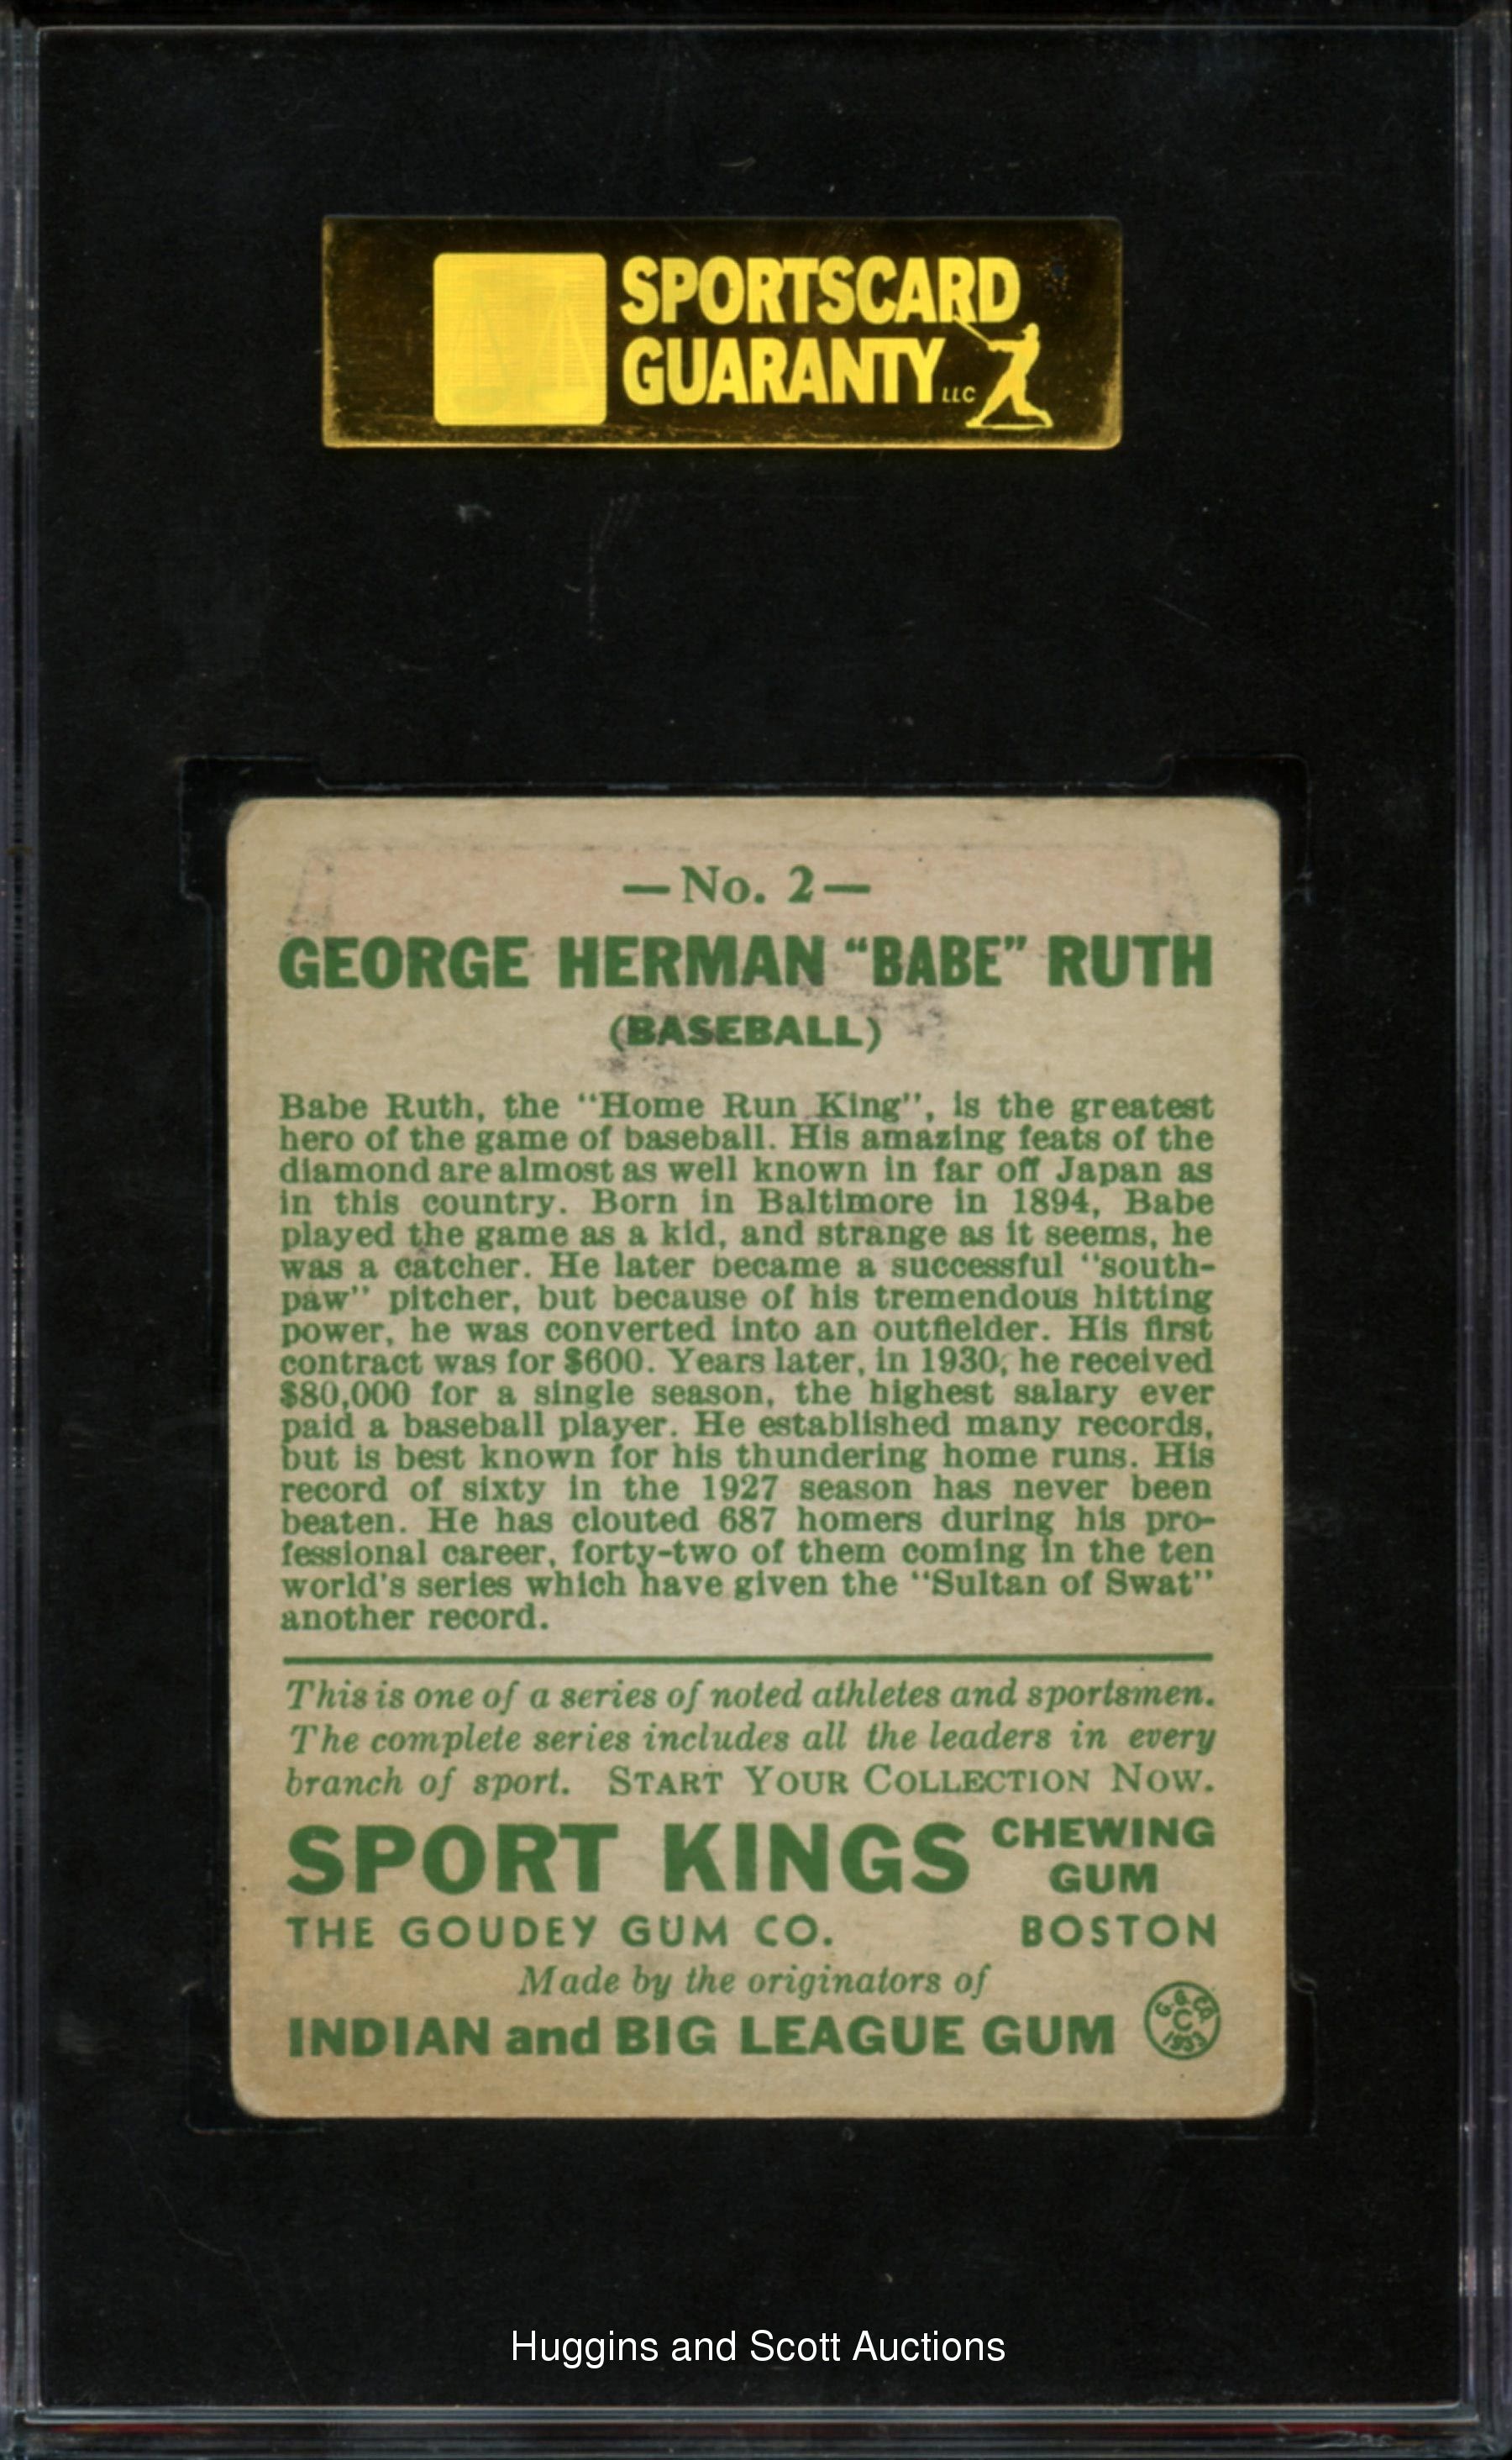 SPORTSCARD
GUARANTY LLC
—No. 2—
GEORGE HERMAN “BABE” RUTH
(BASEBALL)
Babe Ruth, the “Home Run King”, is the greatest
hero of the game of baseball. His amazing feats of the
diamond are almost as well known in far off Japan as
in this country. Born in Baltimore in 1894, Babe
played the game as a kid, and strange as it seems, he
was a catcher. He later became a successful “south-
paw” pitcher, but because of his tremendous hitting
power, he was converted into an outfielder. His first
contract was for $600. Years later, in 1930, he received
$80,000 for a single season, the highest salary ever
paid a baseball player. He established many records,
but is best known for his thundering home runs. His
record of sixty in the 1927 season has never been
beaten. He has clouted 687 homers during his pro-
fessional career, forty-two of them coming in the ten
world's series which have given the “Sultan of Swat”
another record.
This is one of a series of noted athletes and sportsmen.
The complete series includes all the leaders in every
branch of sport. START YOUR COLLECTION NOW.
SPORT KINGS CHEWING GUM
THE GOUDEY GUM CO. BOSTON
Made by the originators of
INDIAN and BIG LEAGUE GUM
G. G. Co.
C
1933
Huggins and Scott Auctions